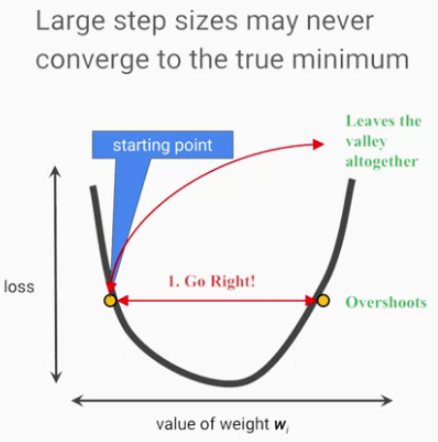 Large step sizes may never
converge to the true minimum
Leaves the
valley
altogether
starting point
loss
1. Go Right!
Overshoots
value of weight wᵢ